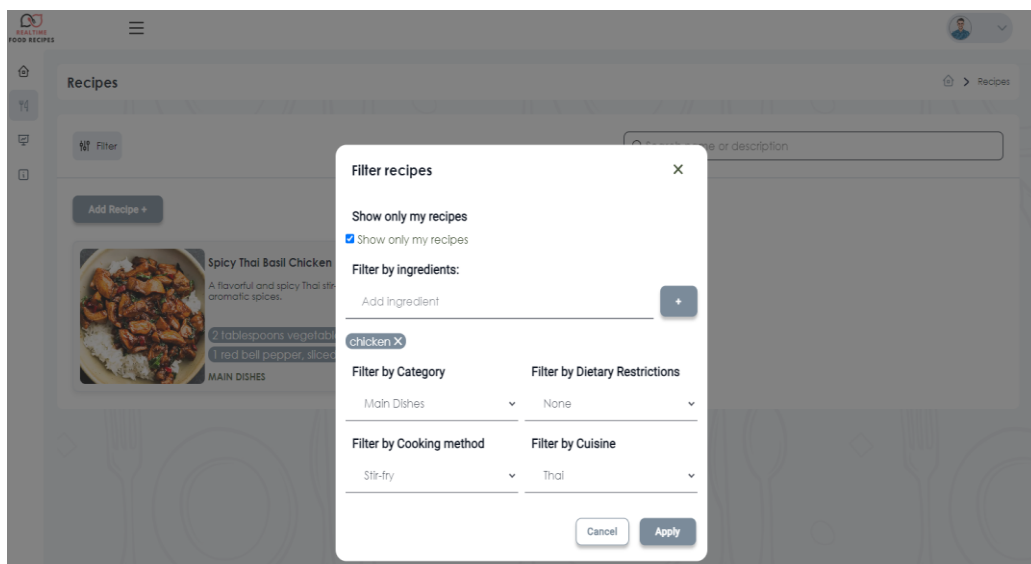 REALTIME
FOOD RECIPES
Recipes
Recipes
Filter
Search name or description
Add Recipe +
Spicy Thai Basil Chicken
A flavorful and spicy Thai stir-
aromatic spices.
2 tablespoons vegetabl
1 red bell pepper, sliced
MAIN DISHES
Filter recipes
Show only my recipes
Show only my recipes
Filter by ingredients:
Add ingredient
+
chicken X
Filter by Category
Filter by Dietary Restrictions
Main Dishes
None
Filter by Cooking method
Filter by Cuisine
Stir-fry
Thai
Cancel
Apply